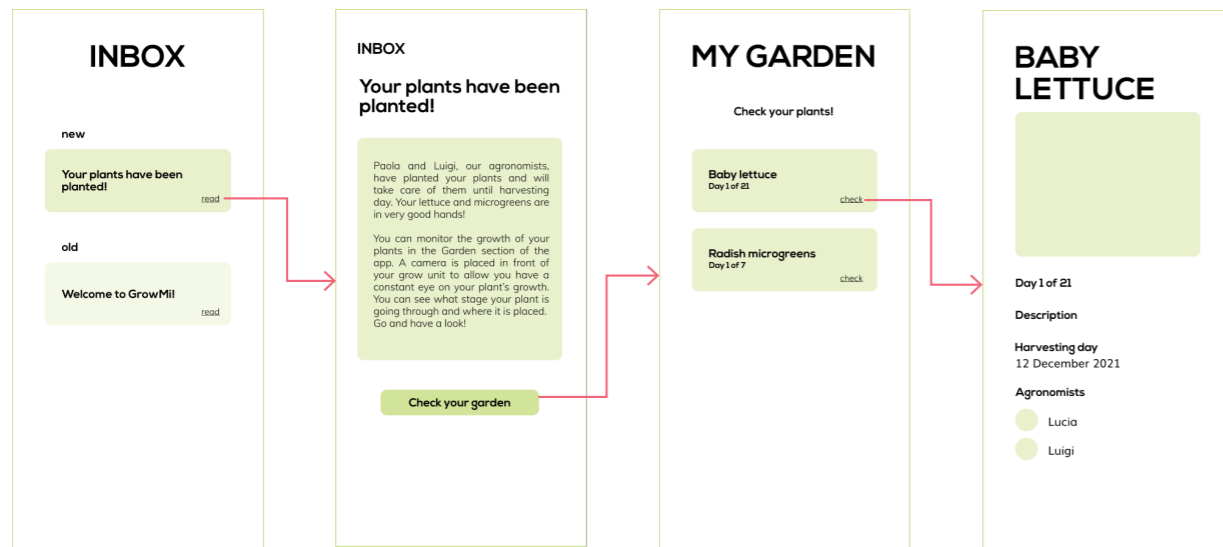 INBOX
new
Your plants have been
planted!
read
old
Welcome to GrowMi!
read
INBOX
Your plants have been
planted!
Paola and Luigi, our agronomists,
have planted your plants and will
take care of them until harvesting
day. Your lettuce and microgreens are
in very good hands!
You can monitor the growth of your
plants in the Garden section of the
app. A camera is placed in front of
your grow unit to allow you have a
constant eye on your plant's growth.
You can see what stage your plant is
going through and where it is placed.
Go and have a look!
Check your garden
MY GARDEN
Check your plants!
Baby lettuce
Day 1 of 21
check
Radish microgreens
Day 1 of 7
check
BABY
LETTUCE
Day 1 of 21
Description
Harvesting day
12 December 2021
Agronomists
Lucia
Luigi